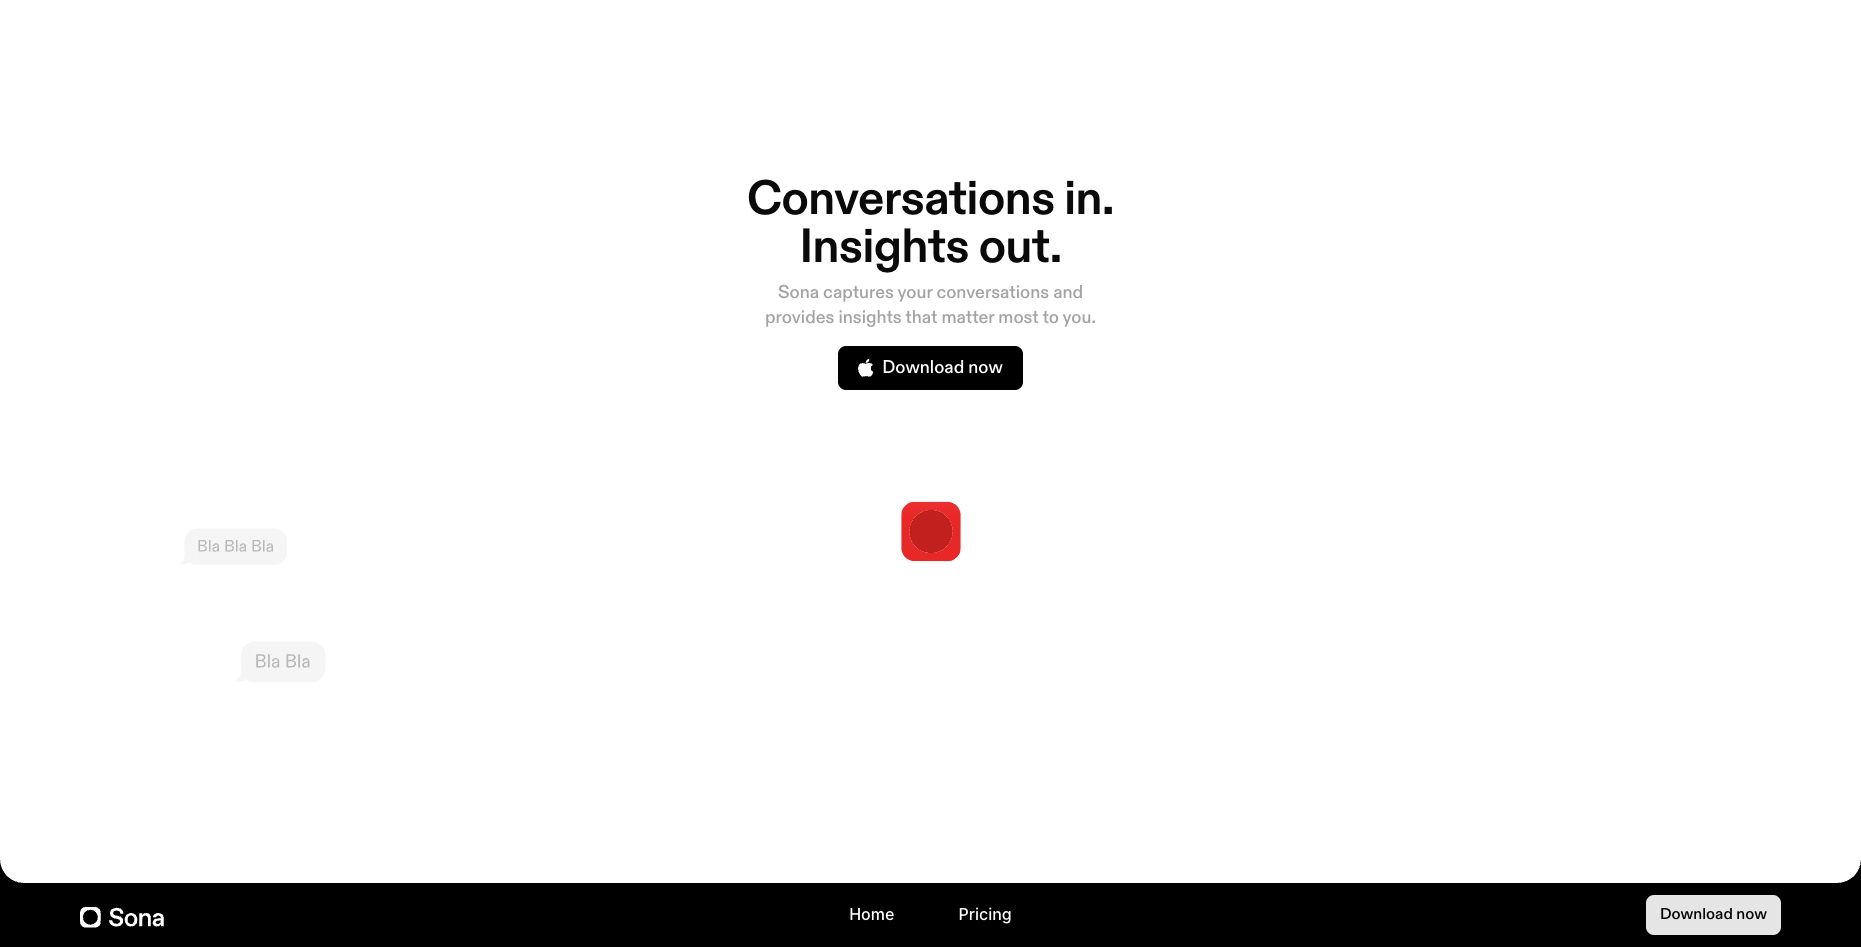 Conversations in.
Insights out.
Sona captures your conversations and
provides insights that matter most to you.
Download now
Bla Bla Bla
Bla Bla
Sona
Home
Pricing
Download now